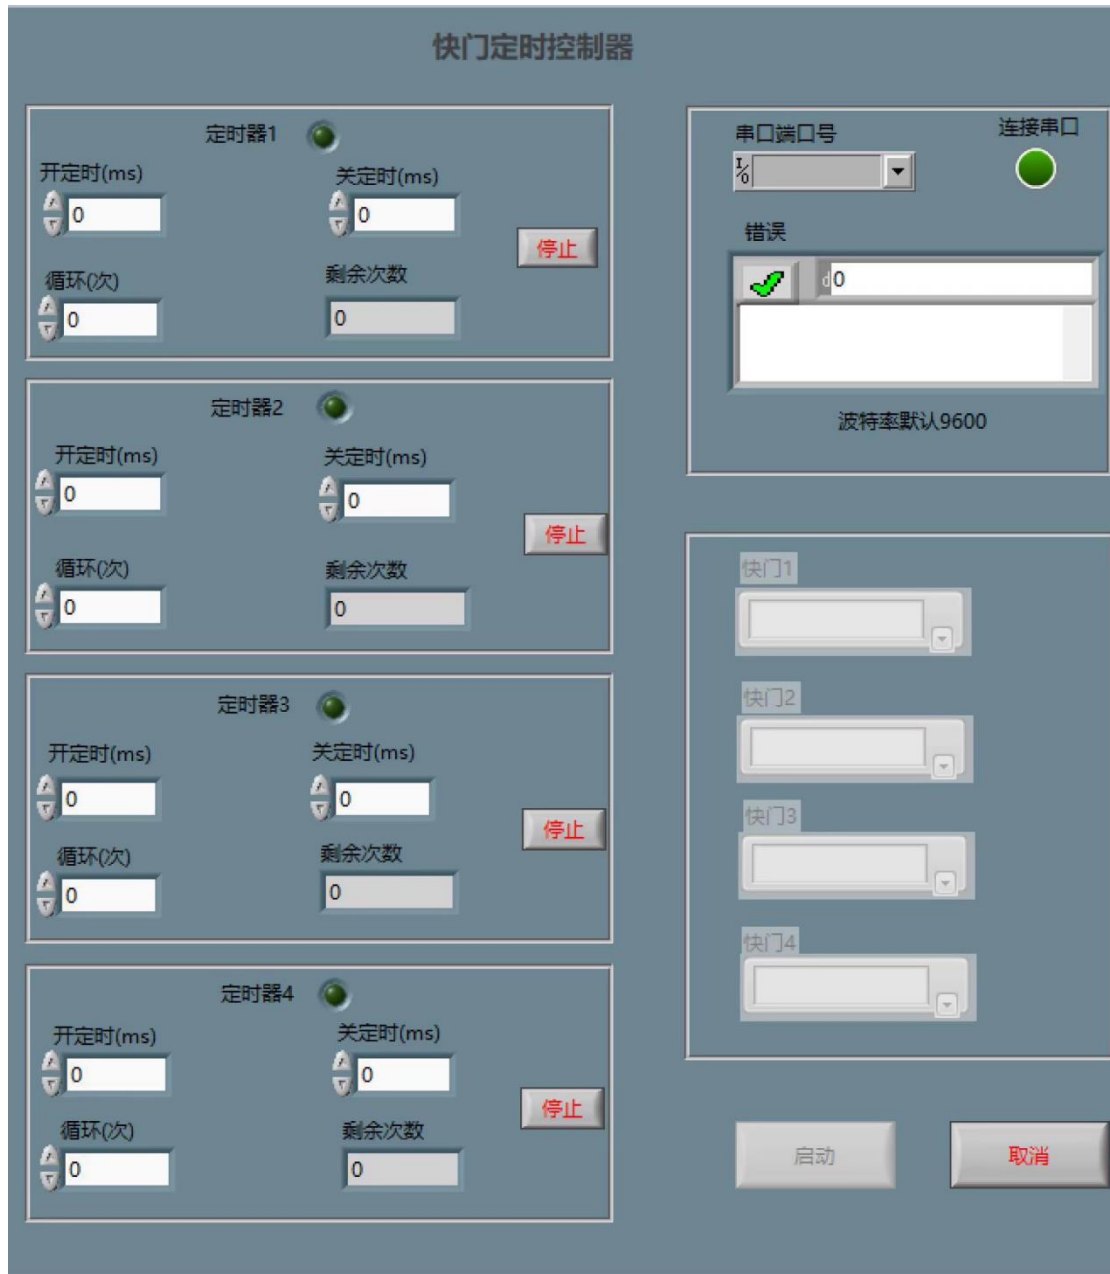 快门定时控制器
定时器1
开定时(ms)
关定时(ms)
0
0
停止
循环(次)
剩余次数
0
0
定时器2
开定时(ms)
关定时(ms)
0
0
停止
循环(次)
剩余次数
0
0
定时器3
开定时(ms)
关定时(ms)
0
0
停止
循环(次)
剩余次数
0
0
定时器4
开定时(ms)
关定时(ms)
0
0
停止
循环(次)
剩余次数
0
0
串口端口号
连接串口
I/O
错误
d0
波特率默认9600
快门1
快门2
快门3
快门4
启动
取消